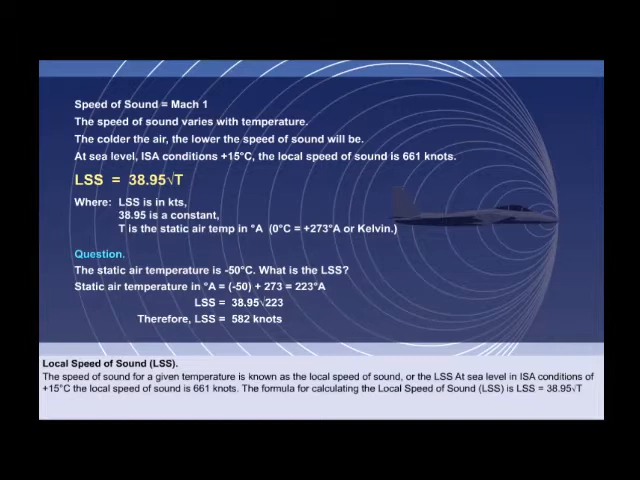 Speed of Sound = Mach 1
The speed of sound varies with temperature.
The colder the air, the lower the speed of sound will be.
At sea level, ISA conditions +15°C, the local speed of sound is 661 knots.
LSS = 38.95√T
Where: LSS is in kts,
38.95 is a constant,
T is the static air temp in °A (0°C = +273°A or Kelvin.)
Question.
The static air temperature is -50°C. What is the LSS?
Static air temperature in °A = (-50) + 273 = 223°A
LSS = 38.95√223
Therefore, LSS = 582 knots
Local Speed of Sound (LSS).
The speed of sound for a given temperature is known as the local speed of sound, or the LSS At sea level in ISA conditions of
+15°C the local speed of sound is 661 knots. The formula for calculating the Local Speed of Sound (LSS) is LSS = 38.95√T